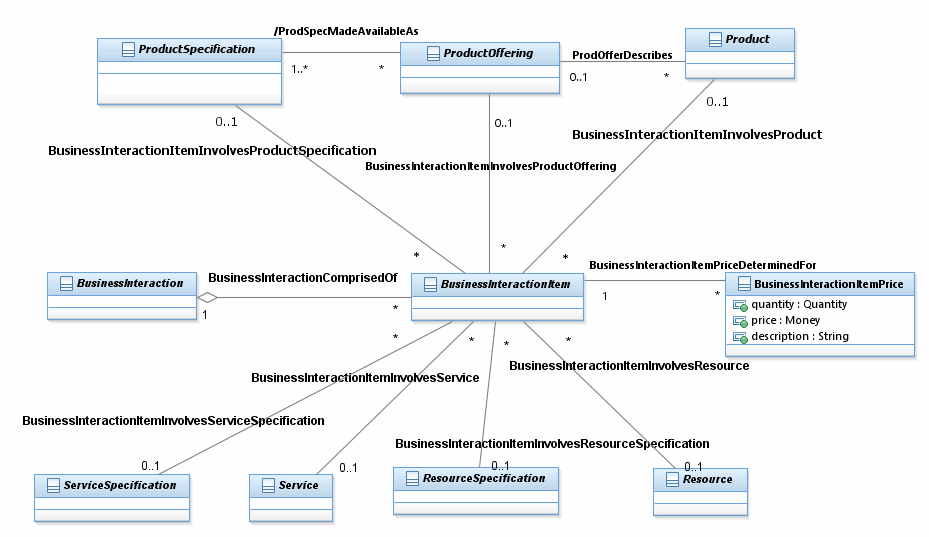 /ProdSpecMadeAvailableAs
ProductSpecification
ProductOffering
Product
ProdOfferDescribes
1..*
*
0..1
*
0..1
0..1
0..1
BusinessInteractionItemInvolvesProduct
BusinessInteractionItemInvolvesProductSpecification
BusinessInteractionItemInvolvesProductOffering
*
*
*
BusinessInteractionItemPriceDeterminedFor
BusinessInteraction
BusinessInteractionComprisedOf
BusinessInteractionItem
BusinessInteractionItemPrice
1
*
1
*
quantity : Quantity
price : Money
description : String
*
*
*
*
BusinessInteractionItemInvolvesResource
BusinessInteractionItemInvolvesService
BusinessInteractionItemInvolvesServiceSpecification
BusinessInteractionItemInvolvesResourceSpecification
0..1
0..1
0..1
0..1
ServiceSpecification
Service
ResourceSpecification
Resource